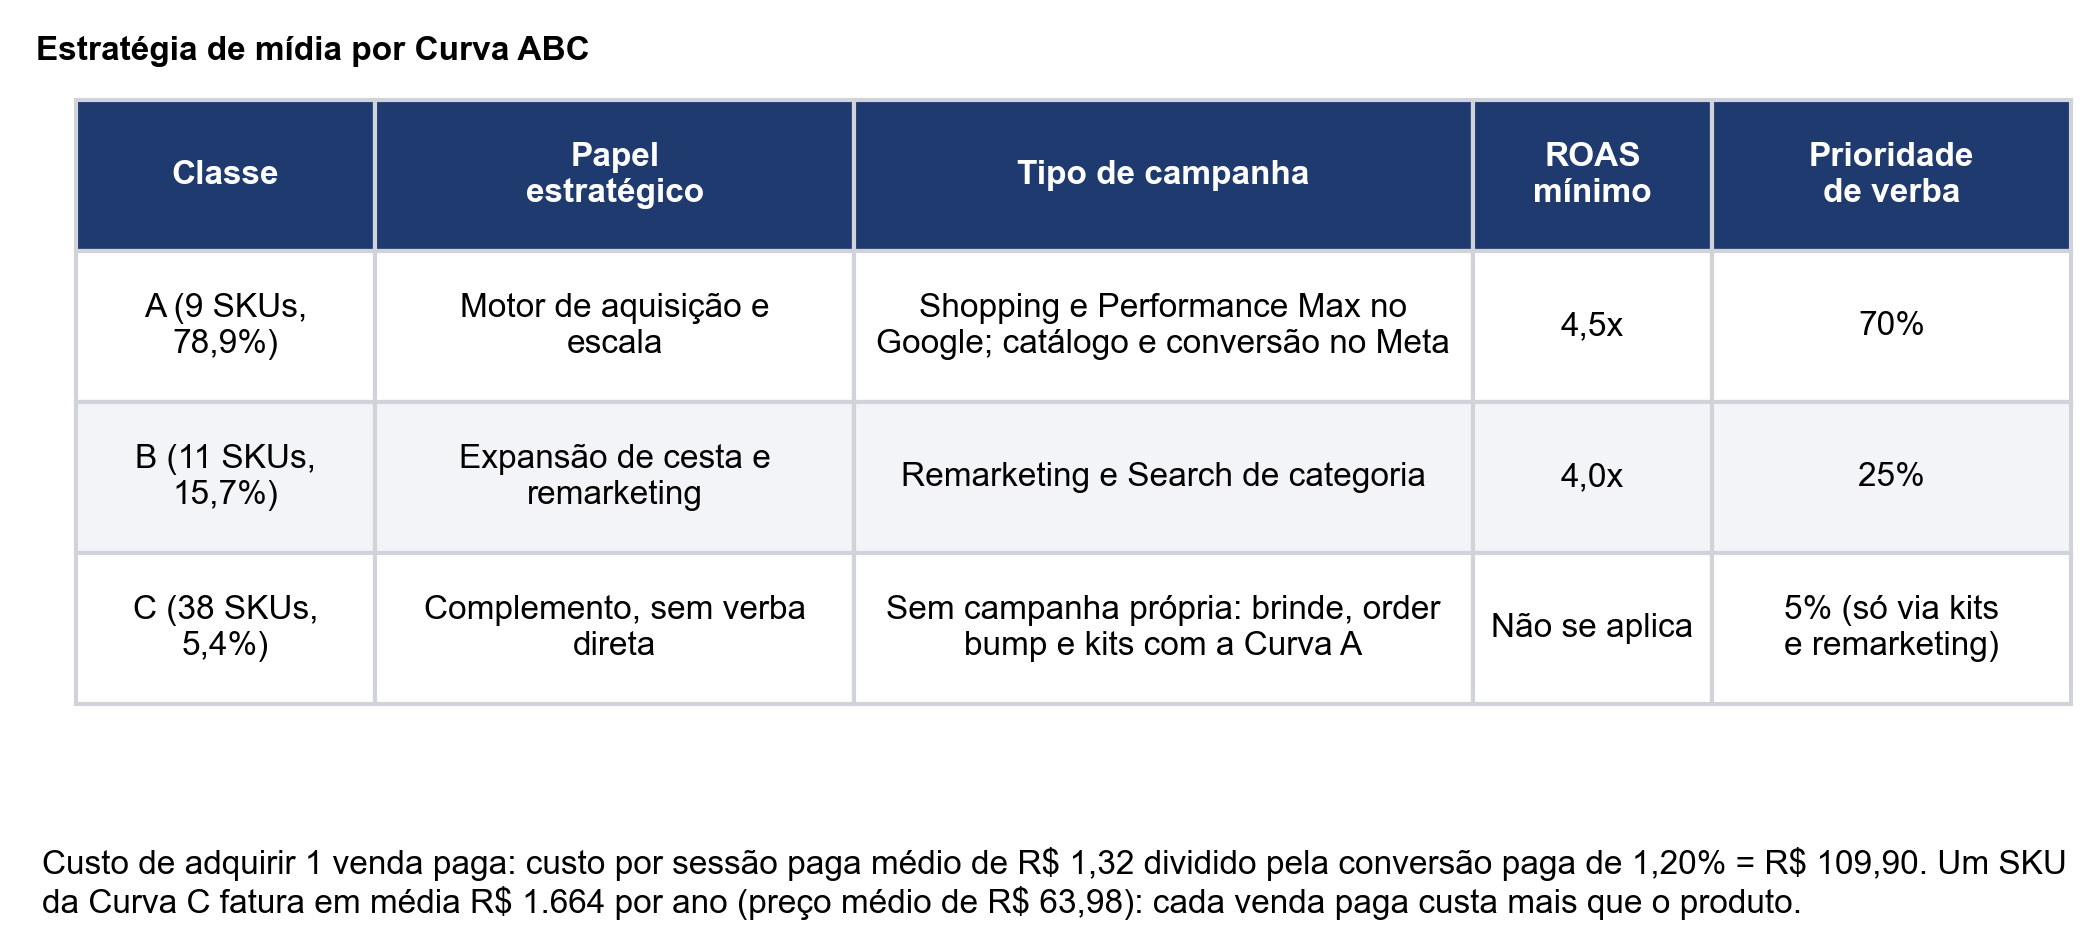 Estratégia de mídia por Curva ABC
Classe
Papel
estratégico
Tipo de campanha
ROAS
mínimo
Prioridade
de verba
A (9 SKUs,
78,9%)
Motor de aquisição e
escala
Shopping e Performance Max no
Google; catálogo e conversão no Meta
4,5x
70%
B (11 SKUs,
15,7%)
Expansão de cesta e
remarketing
Remarketing e Search de categoria
4,0x
25%
C (38 SKUs,
5,4%)
Complemento, sem verba
direta
Sem campanha própria: brinde, order
bump e kits com a Curva A
Não se aplica
5% (só via kits
e remarketing)
Custo de adquirir 1 venda paga: custo por sessão paga médio de R$ 1,32 dividido pela conversão paga de 1,20% = R$ 109,90. Um SKU
da Curva C fatura em média R$ 1.664 por ano (preço médio de R$ 63,98): cada venda paga custa mais que o produto.